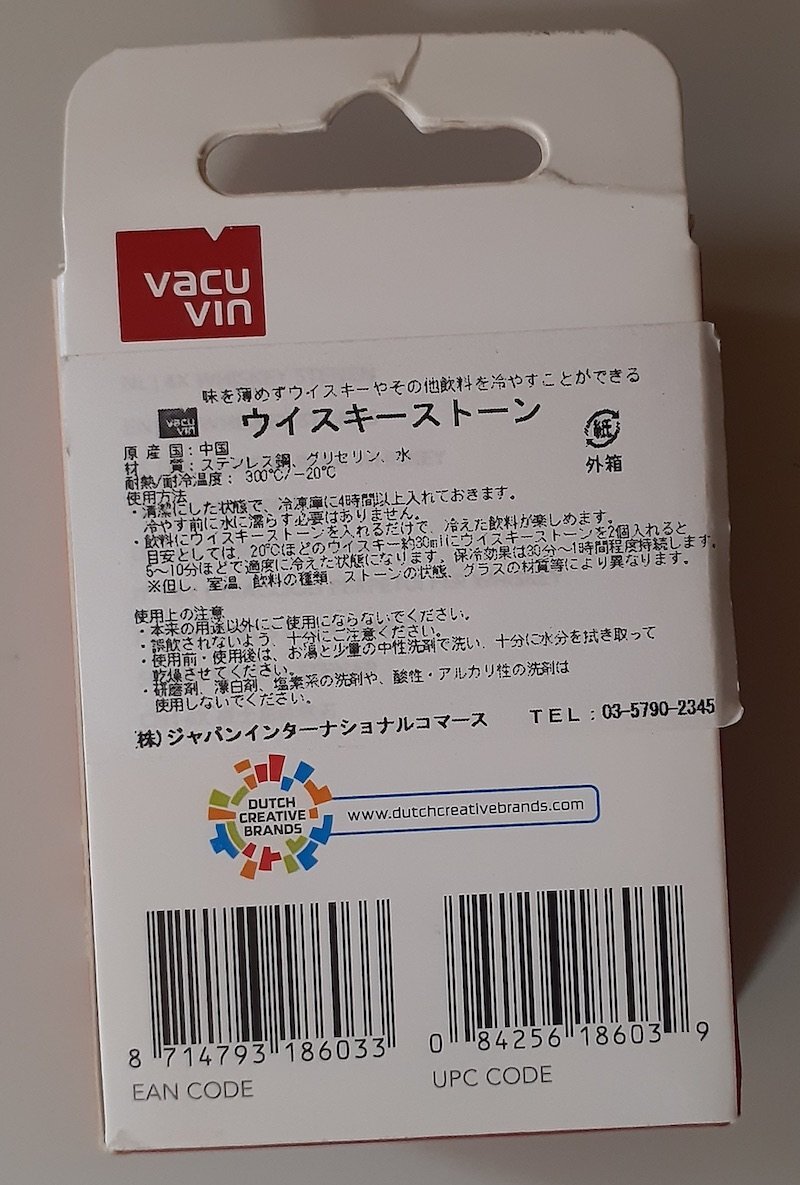 vacu
vin
味を薄めずウイスキーやその他飲料を冷やすことができる
vacu
vin
ウイスキーストーン
紙
外箱
原産国：中国
材質：ステンレス鋼、グリセリン、水
耐熱/耐冷温度： 300℃/-20℃
使用方法
・清潔にした状態で、冷凍庫に4時間以上入れておきます。
冷やす前に水に濡らす必要はありません。
・飲料にウイスキーストーンを入れるだけで、冷えた飲料が楽しめます。
目安としては、20℃ほどのウイスキー約30mlにウイスキーストーンを2個入れると
5～10分ほどで適度に冷えた状態になります。保冷効果は30分～1時間程度持続します。
※但し、室温、飲料の種類、ストーンの状態、グラスの材質等により異なります。
使用上の注意
・本来の用途以外にご使用にならないでください。
・誤飲されないよう、十分にご注意ください。
・使用前・使用後は、お湯と少量の中性洗剤で洗い、十分に水分を拭き取って
乾燥させてください。
・研磨剤、漂白剤、塩素系の洗剤や、酸性・アルカリ性の洗剤は
使用しないでください。
(株)ジャパンインターナショナルコマース TEL：03-5790-2345
DUTCH
CREATIVE
BRANDS
www.dutchcreativebrands.com
8 714793 186033
0 84256 18603 9
EAN CODE
UPC CODE